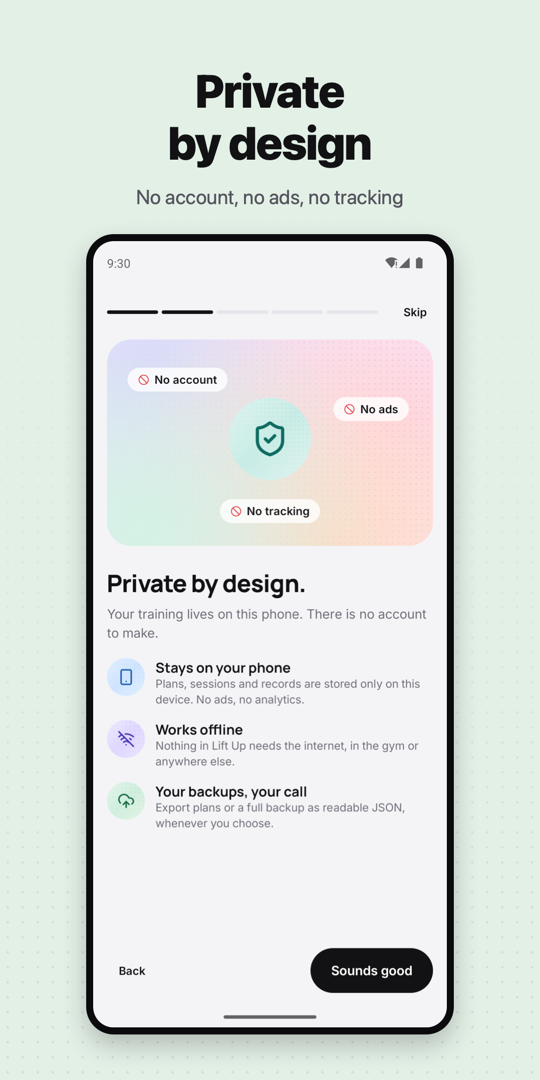 Private
by design
No account, no ads, no tracking
9:30
Skip
No account
No ads
No tracking
Private by design.
Your training lives on this phone. There is no account
to make.
Stays on your phone
Plans, sessions and records are stored only on this
device. No ads, no analytics.
Works offline
Nothing in Lift Up needs the internet, in the gym or
anywhere else.
Your backups, your call
Export plans or a full backup as readable JSON,
whenever you choose.
Back
Sounds good